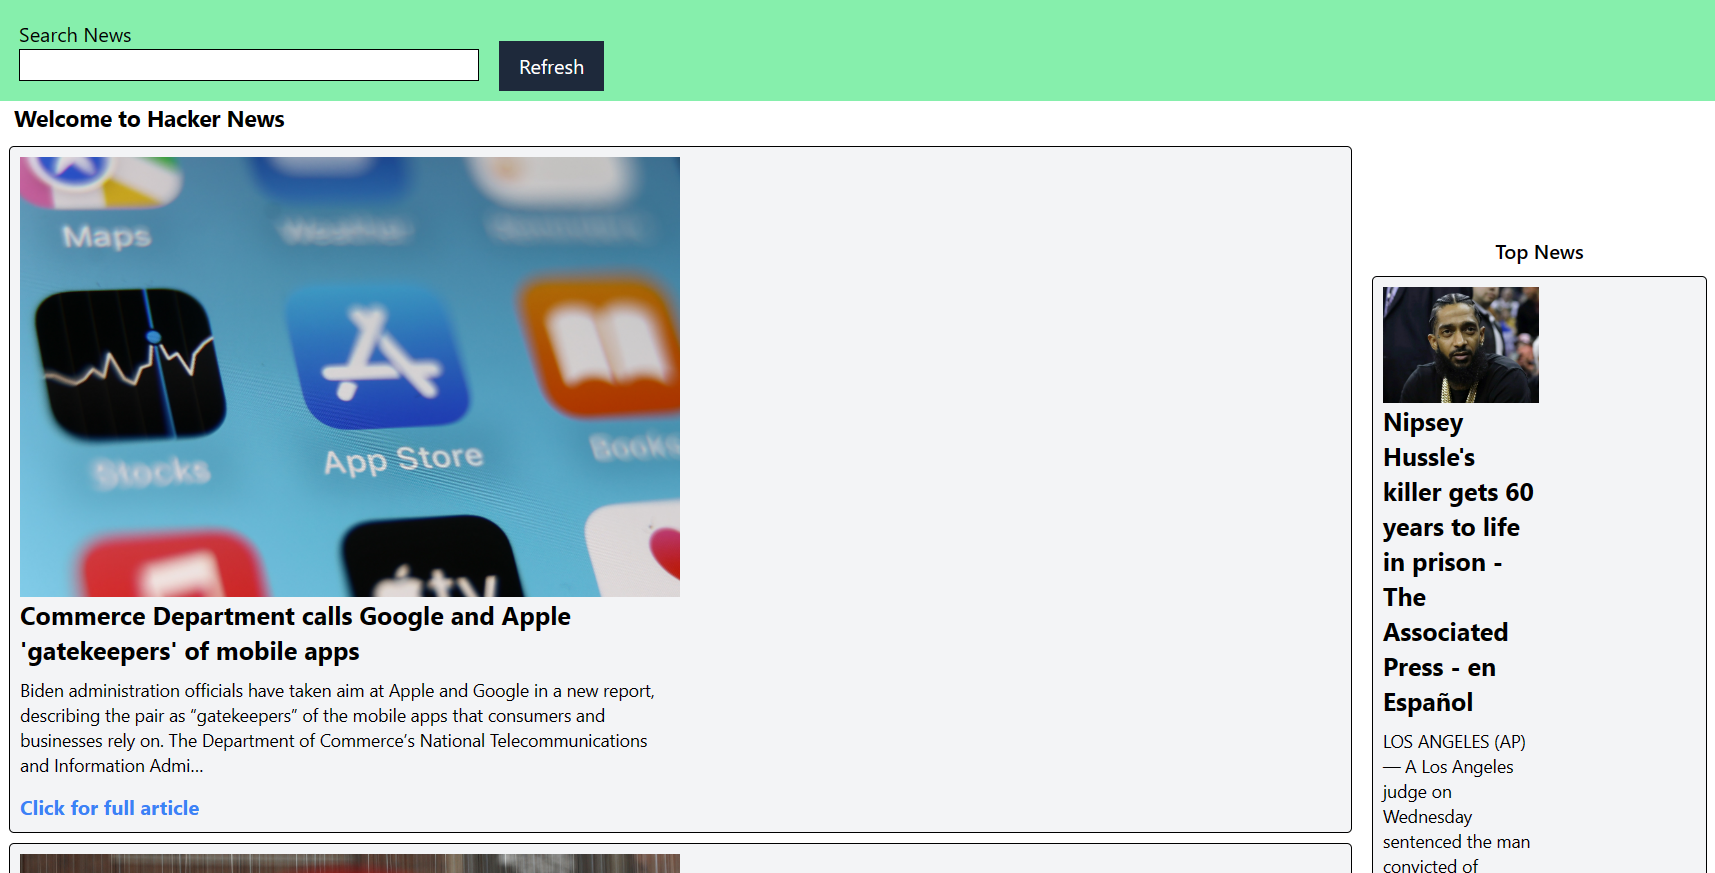 Search News
Refresh
Welcome to Hacker News
Maps
Weather
Stocks
App Store
Books
tv
Commerce Department calls Google and Apple
'gatekeepers' of mobile apps
Biden administration officials have taken aim at Apple and Google in a new report,
describing the pair as “gatekeepers” of the mobile apps that consumers and
businesses rely on. The Department of Commerce’s National Telecommunications
and Information Admi...
Click for full article
Top News
Nipsey
Hussle's
killer gets 60
years to life
in prison -
The
Associated
Press - en
Español
LOS ANGELES (AP)
— A Los Angeles
judge on
Wednesday
sentenced the man
convicted of